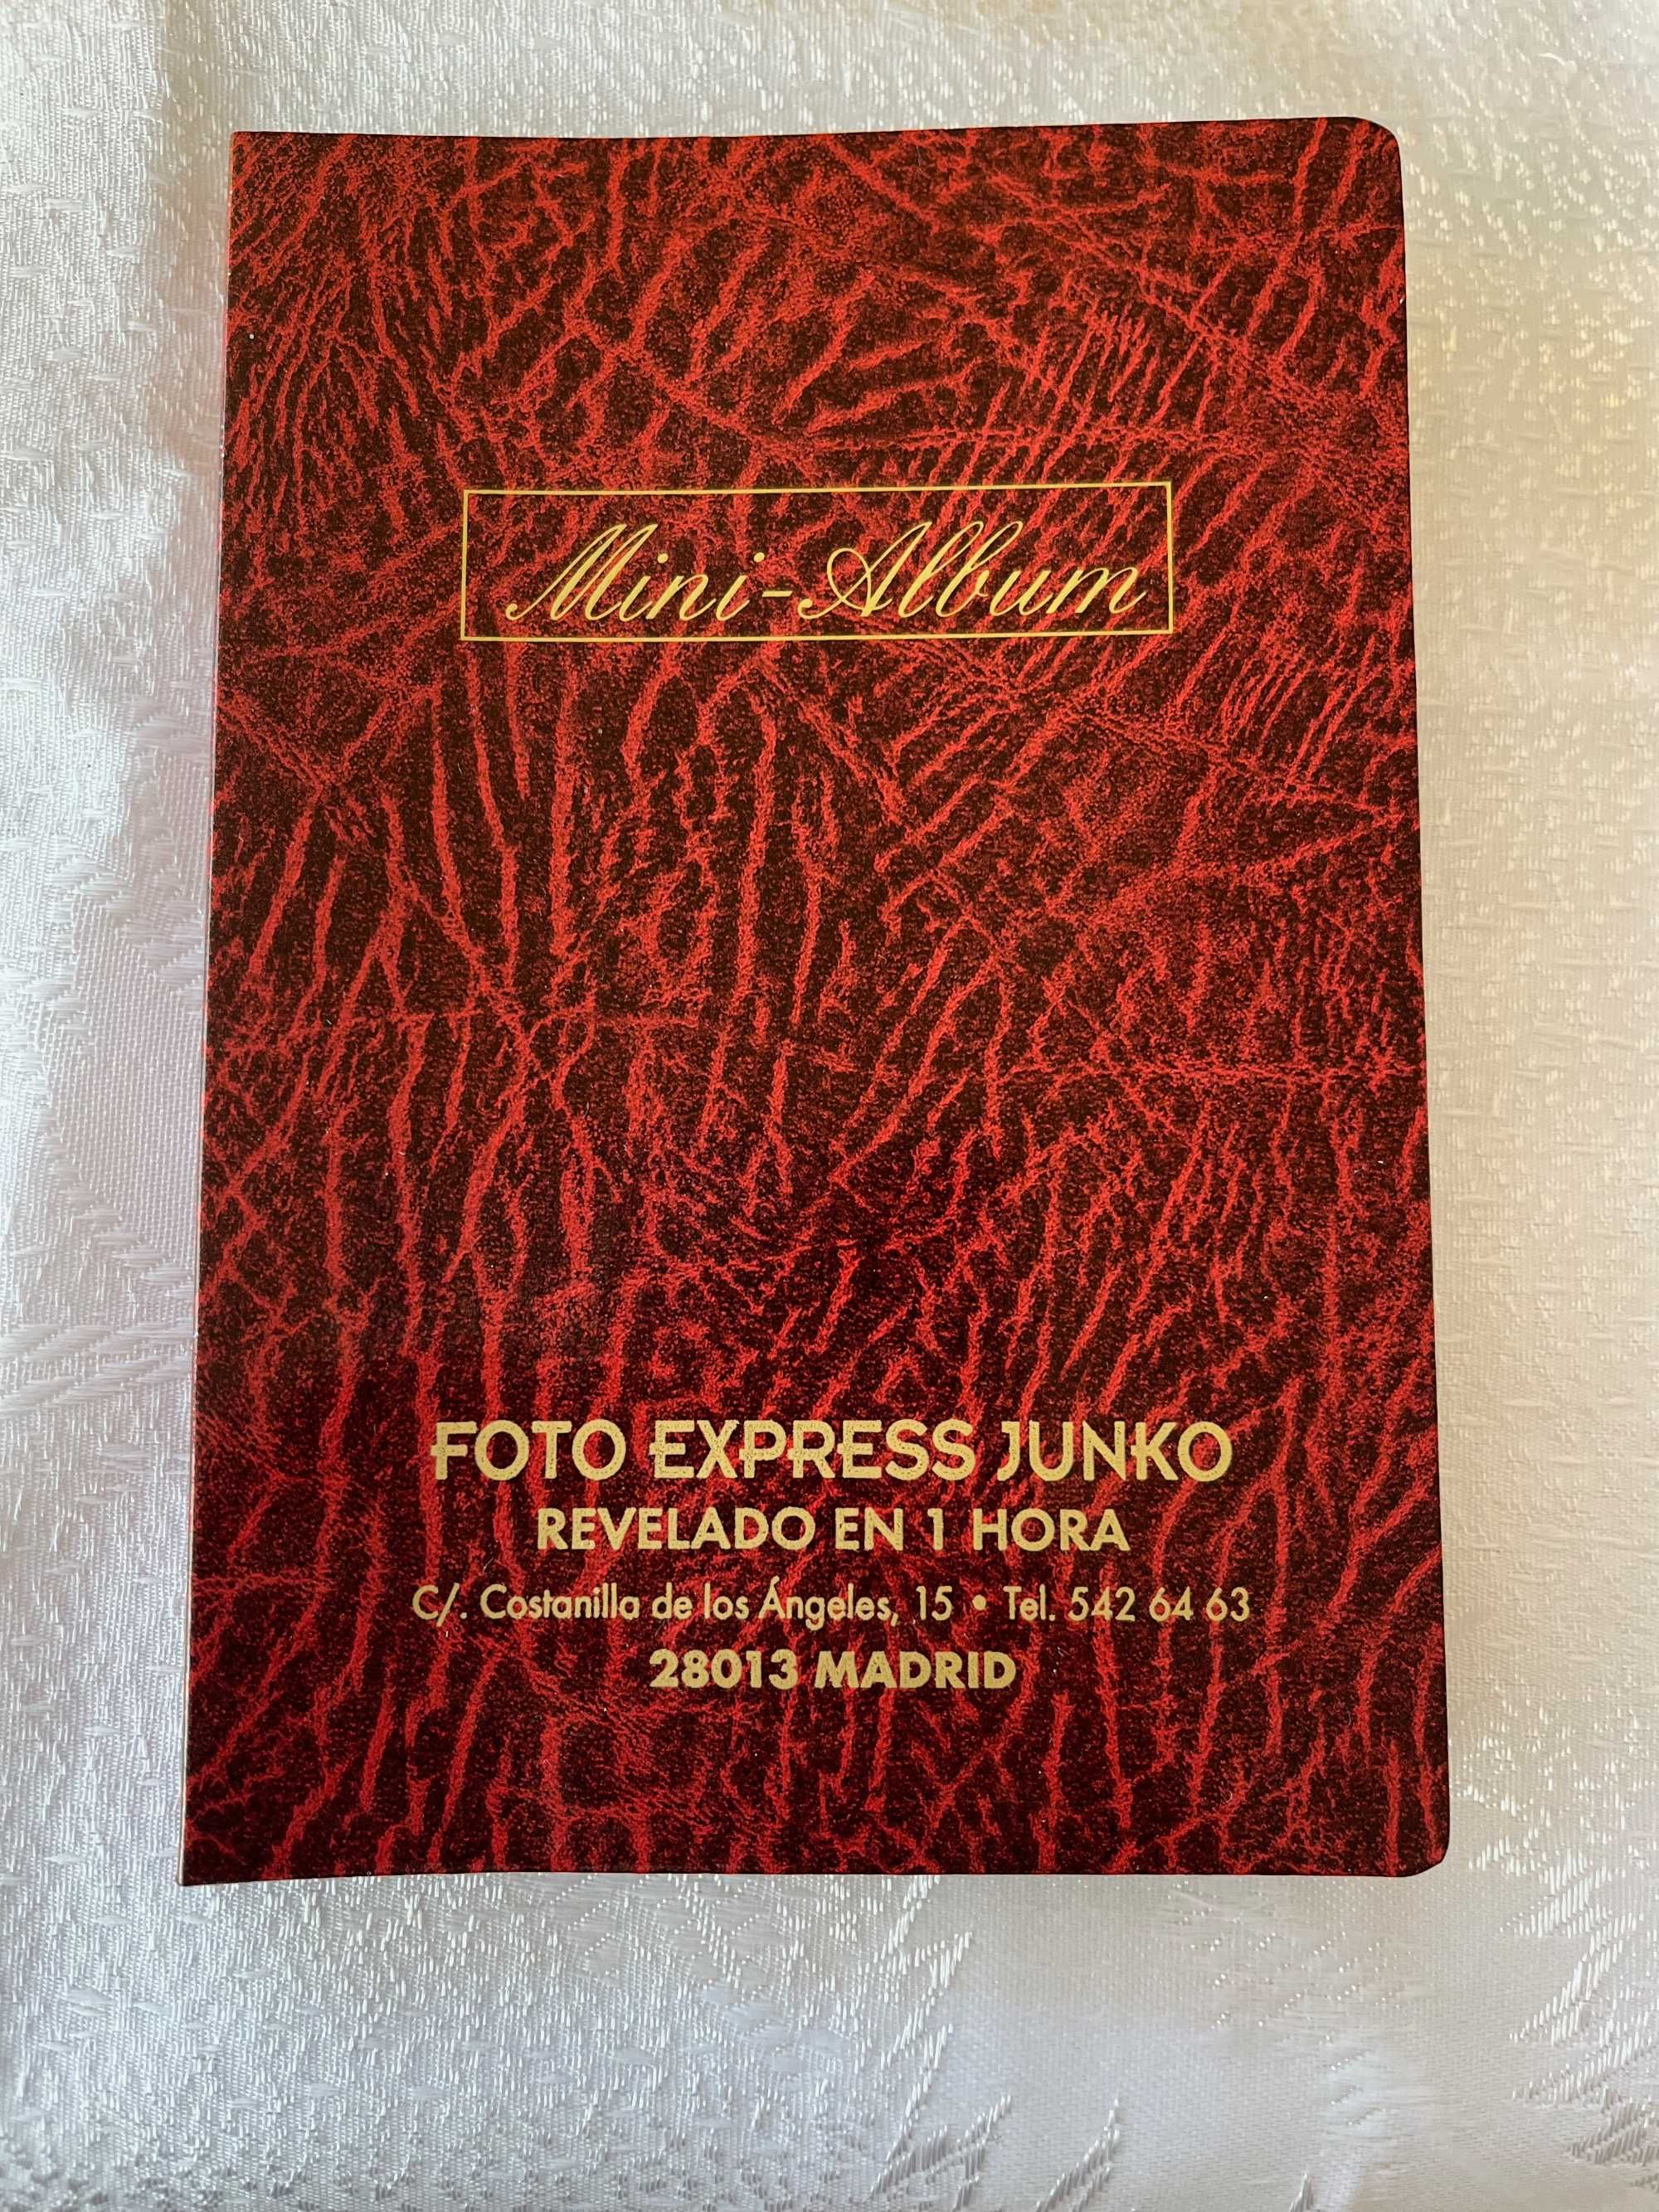 Mini-Album
FOTO EXPRESS JUNKO
REVELADO EN 1 HORA
C/. Costanilla de los Ángeles, 15 • Tel. 542 64 63
28013 MADRID